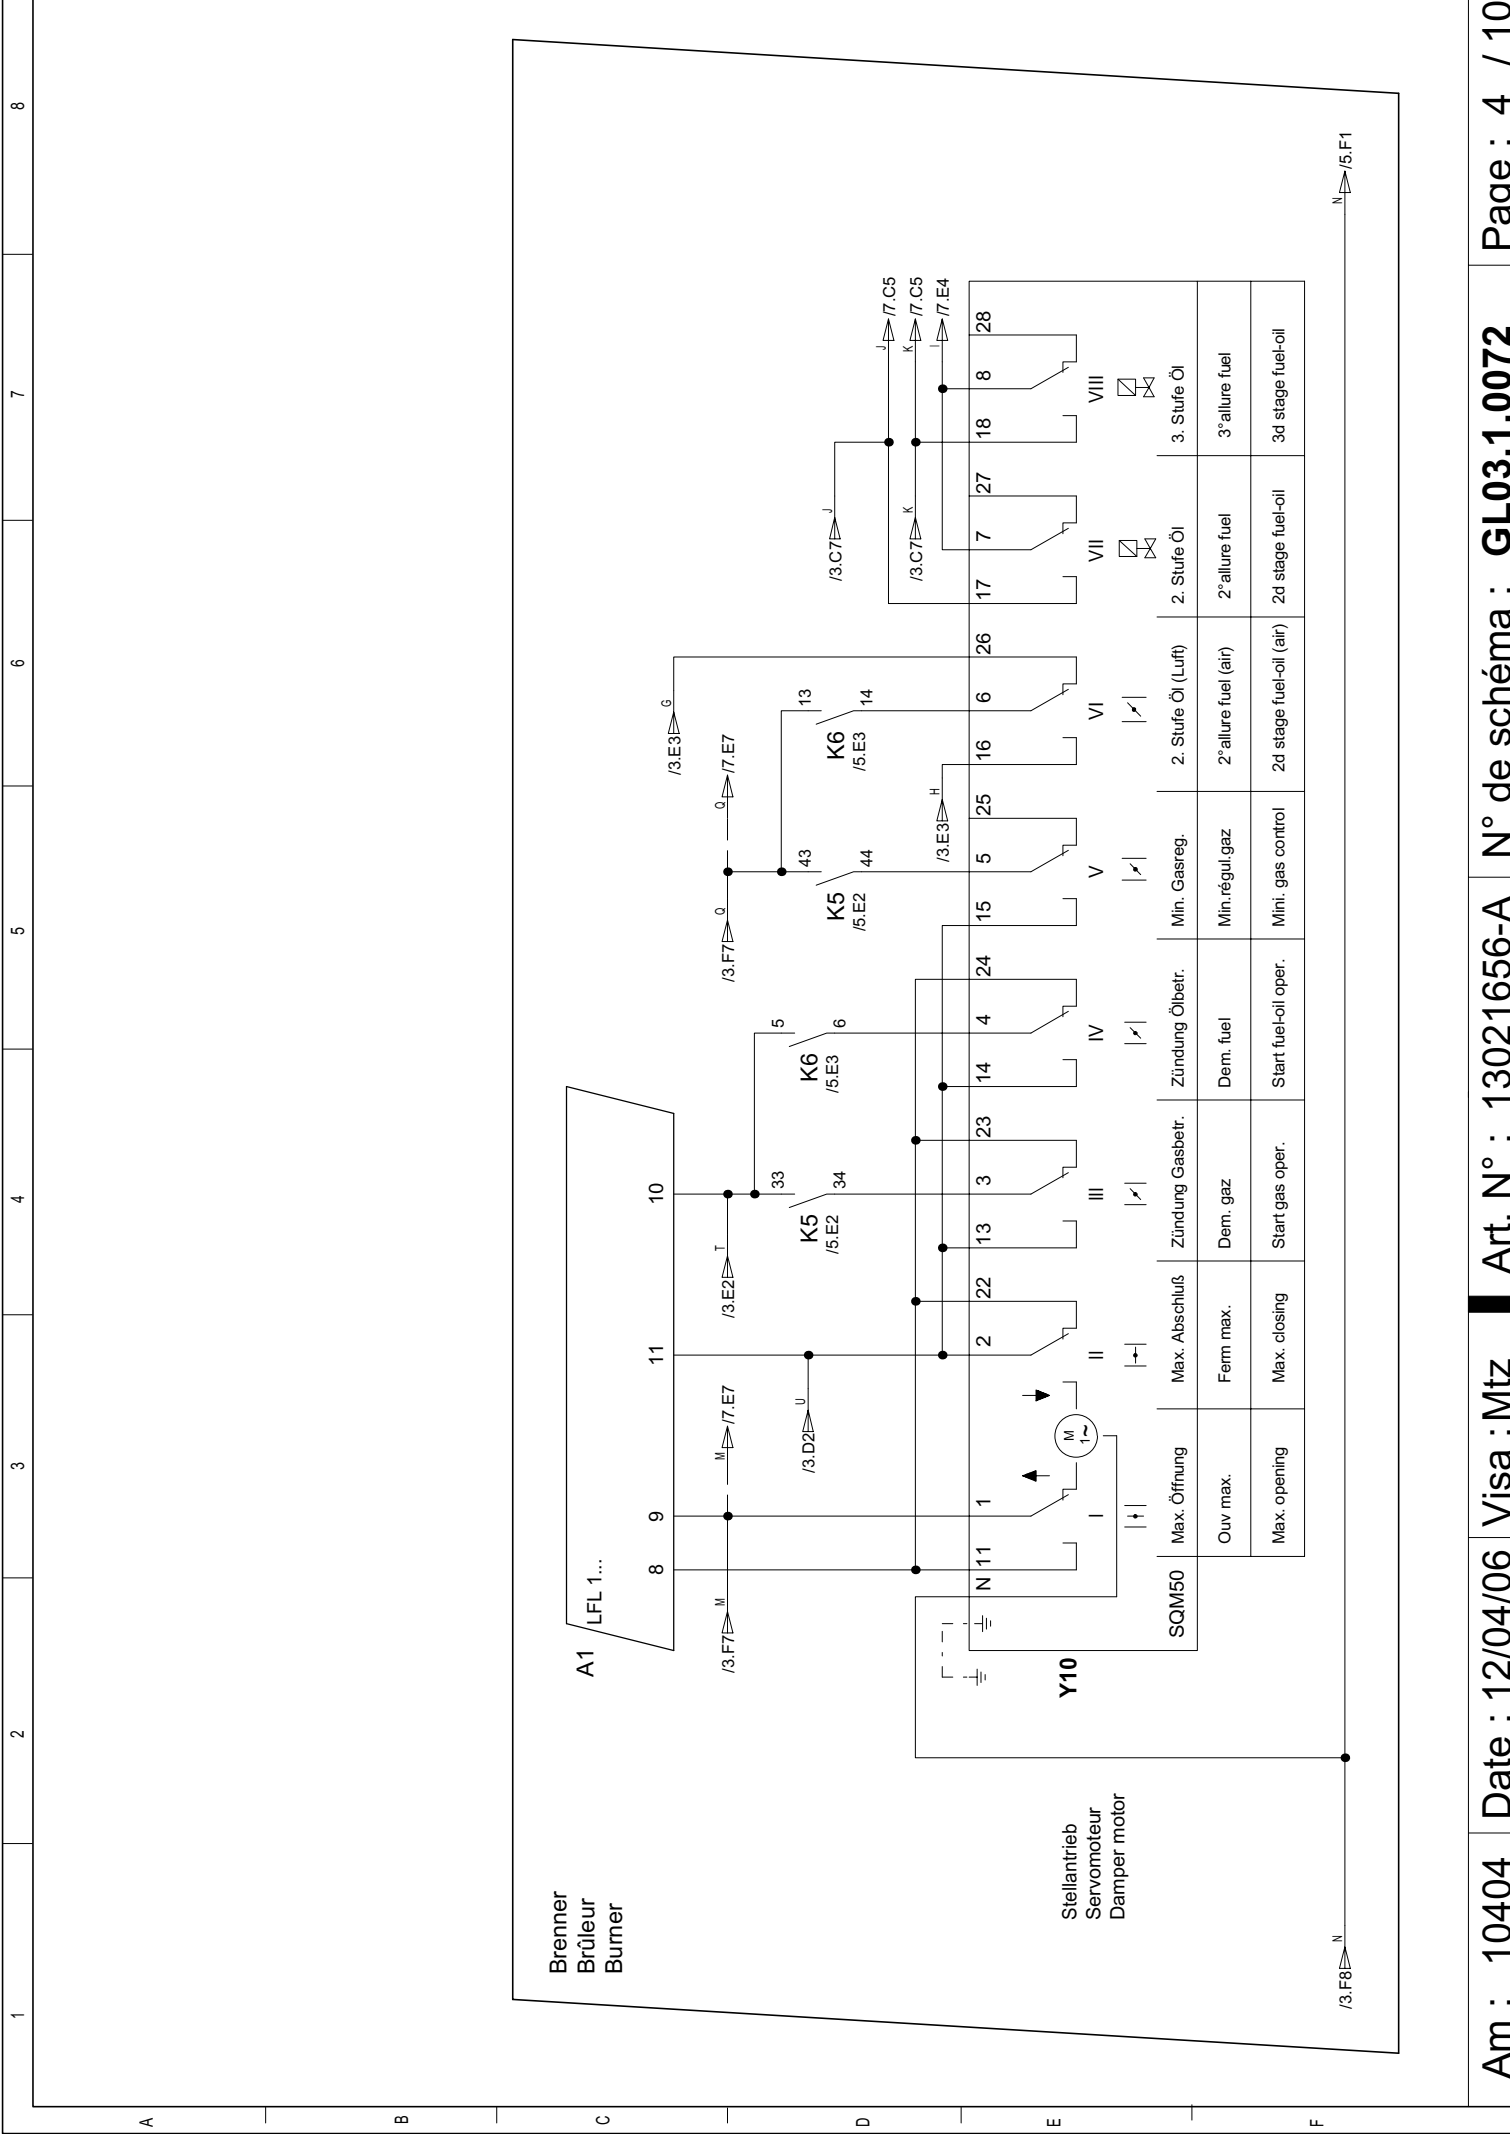 1 2 3 4 5 6 7 8
A
B
C
D
E
F
Brenner
Brûleur
Burner
A1
LFL 1...
8 9 11 10
/3.F7 M M /7.E7
/3.E2 T
/3.F7 Q Q /7.E7
/3.E3 G
/3.D2 U
K5
/5.E2
33
34
K6
/5.E3
5
6
K5
/5.E2
43
44
K6
/5.E3
13
14
/3.E3 H
/3.C7 J J /7.C5
/3.C7 K K /7.C5
I /7.E4
N 11 1 2 22 13 3 23 14 4 24 15 5 25 16 6 26 17 7 27 18 8 28
M
1~
Y10
I II III IV V VI VII VIII
Stellantrieb
Servomoteur
Damper motor
SQM50
Max. Öffnung Max. Abschluß Zündung Gasbetr. Zündung Ölbetr. Min. Gasreg. 2. Stufe Öl (Luft) 2. Stufe Öl 3. Stufe Öl
Ouv max. Ferm max. Dem. gaz Dem. fuel Min.régul.gaz 2°allure fuel (air) 2°allure fuel 3°allure fuel
Max. opening Max. closing Start gas oper. Start fuel-oil oper. Mini. gas control 2d stage fuel-oil (air) 2d stage fuel-oil 3d stage fuel-oil
/3.F8 N N /5.F1
Am : 10404 Date : 12/04/06 Visa : Mtz Art. N° : 13021656-A N° de schéma : GL03.1.0072 Page : 4 / 10